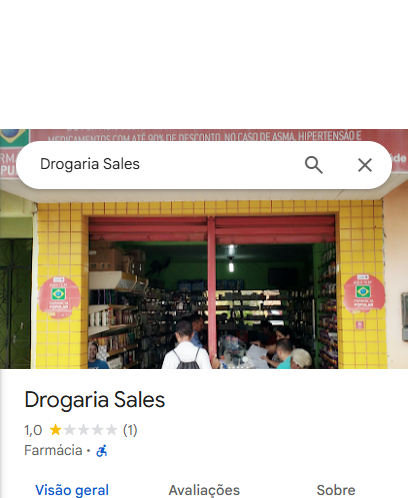 MEDICAMENTOS COM ATÉ 90% DE DESCONTO, NO CASO DE ASMA, HIPERTENSÃO E
Drogaria Sales
POPULAR
Drogaria Sales
1,0 (1)
Farmácia ·
Visão geral Avaliações Sobre